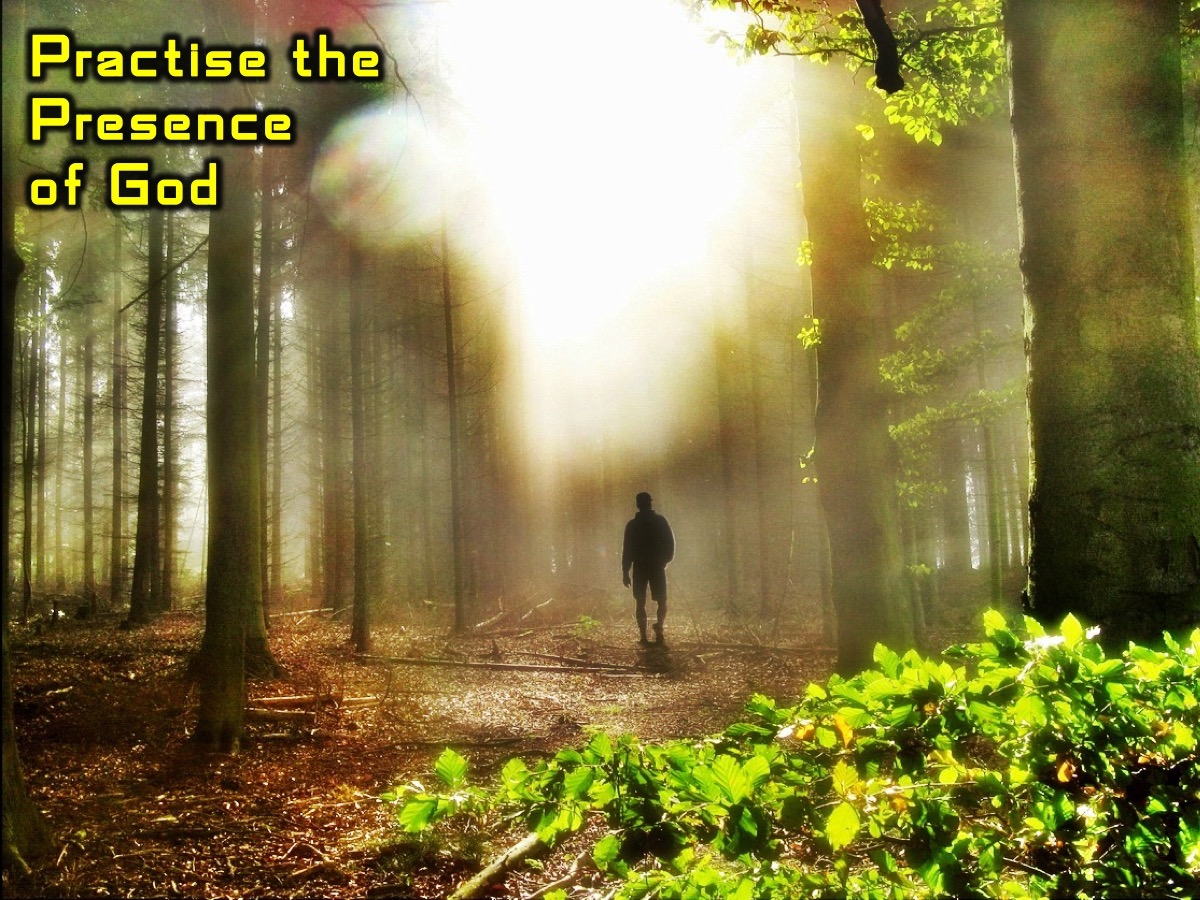 Practise the
Presence
of God